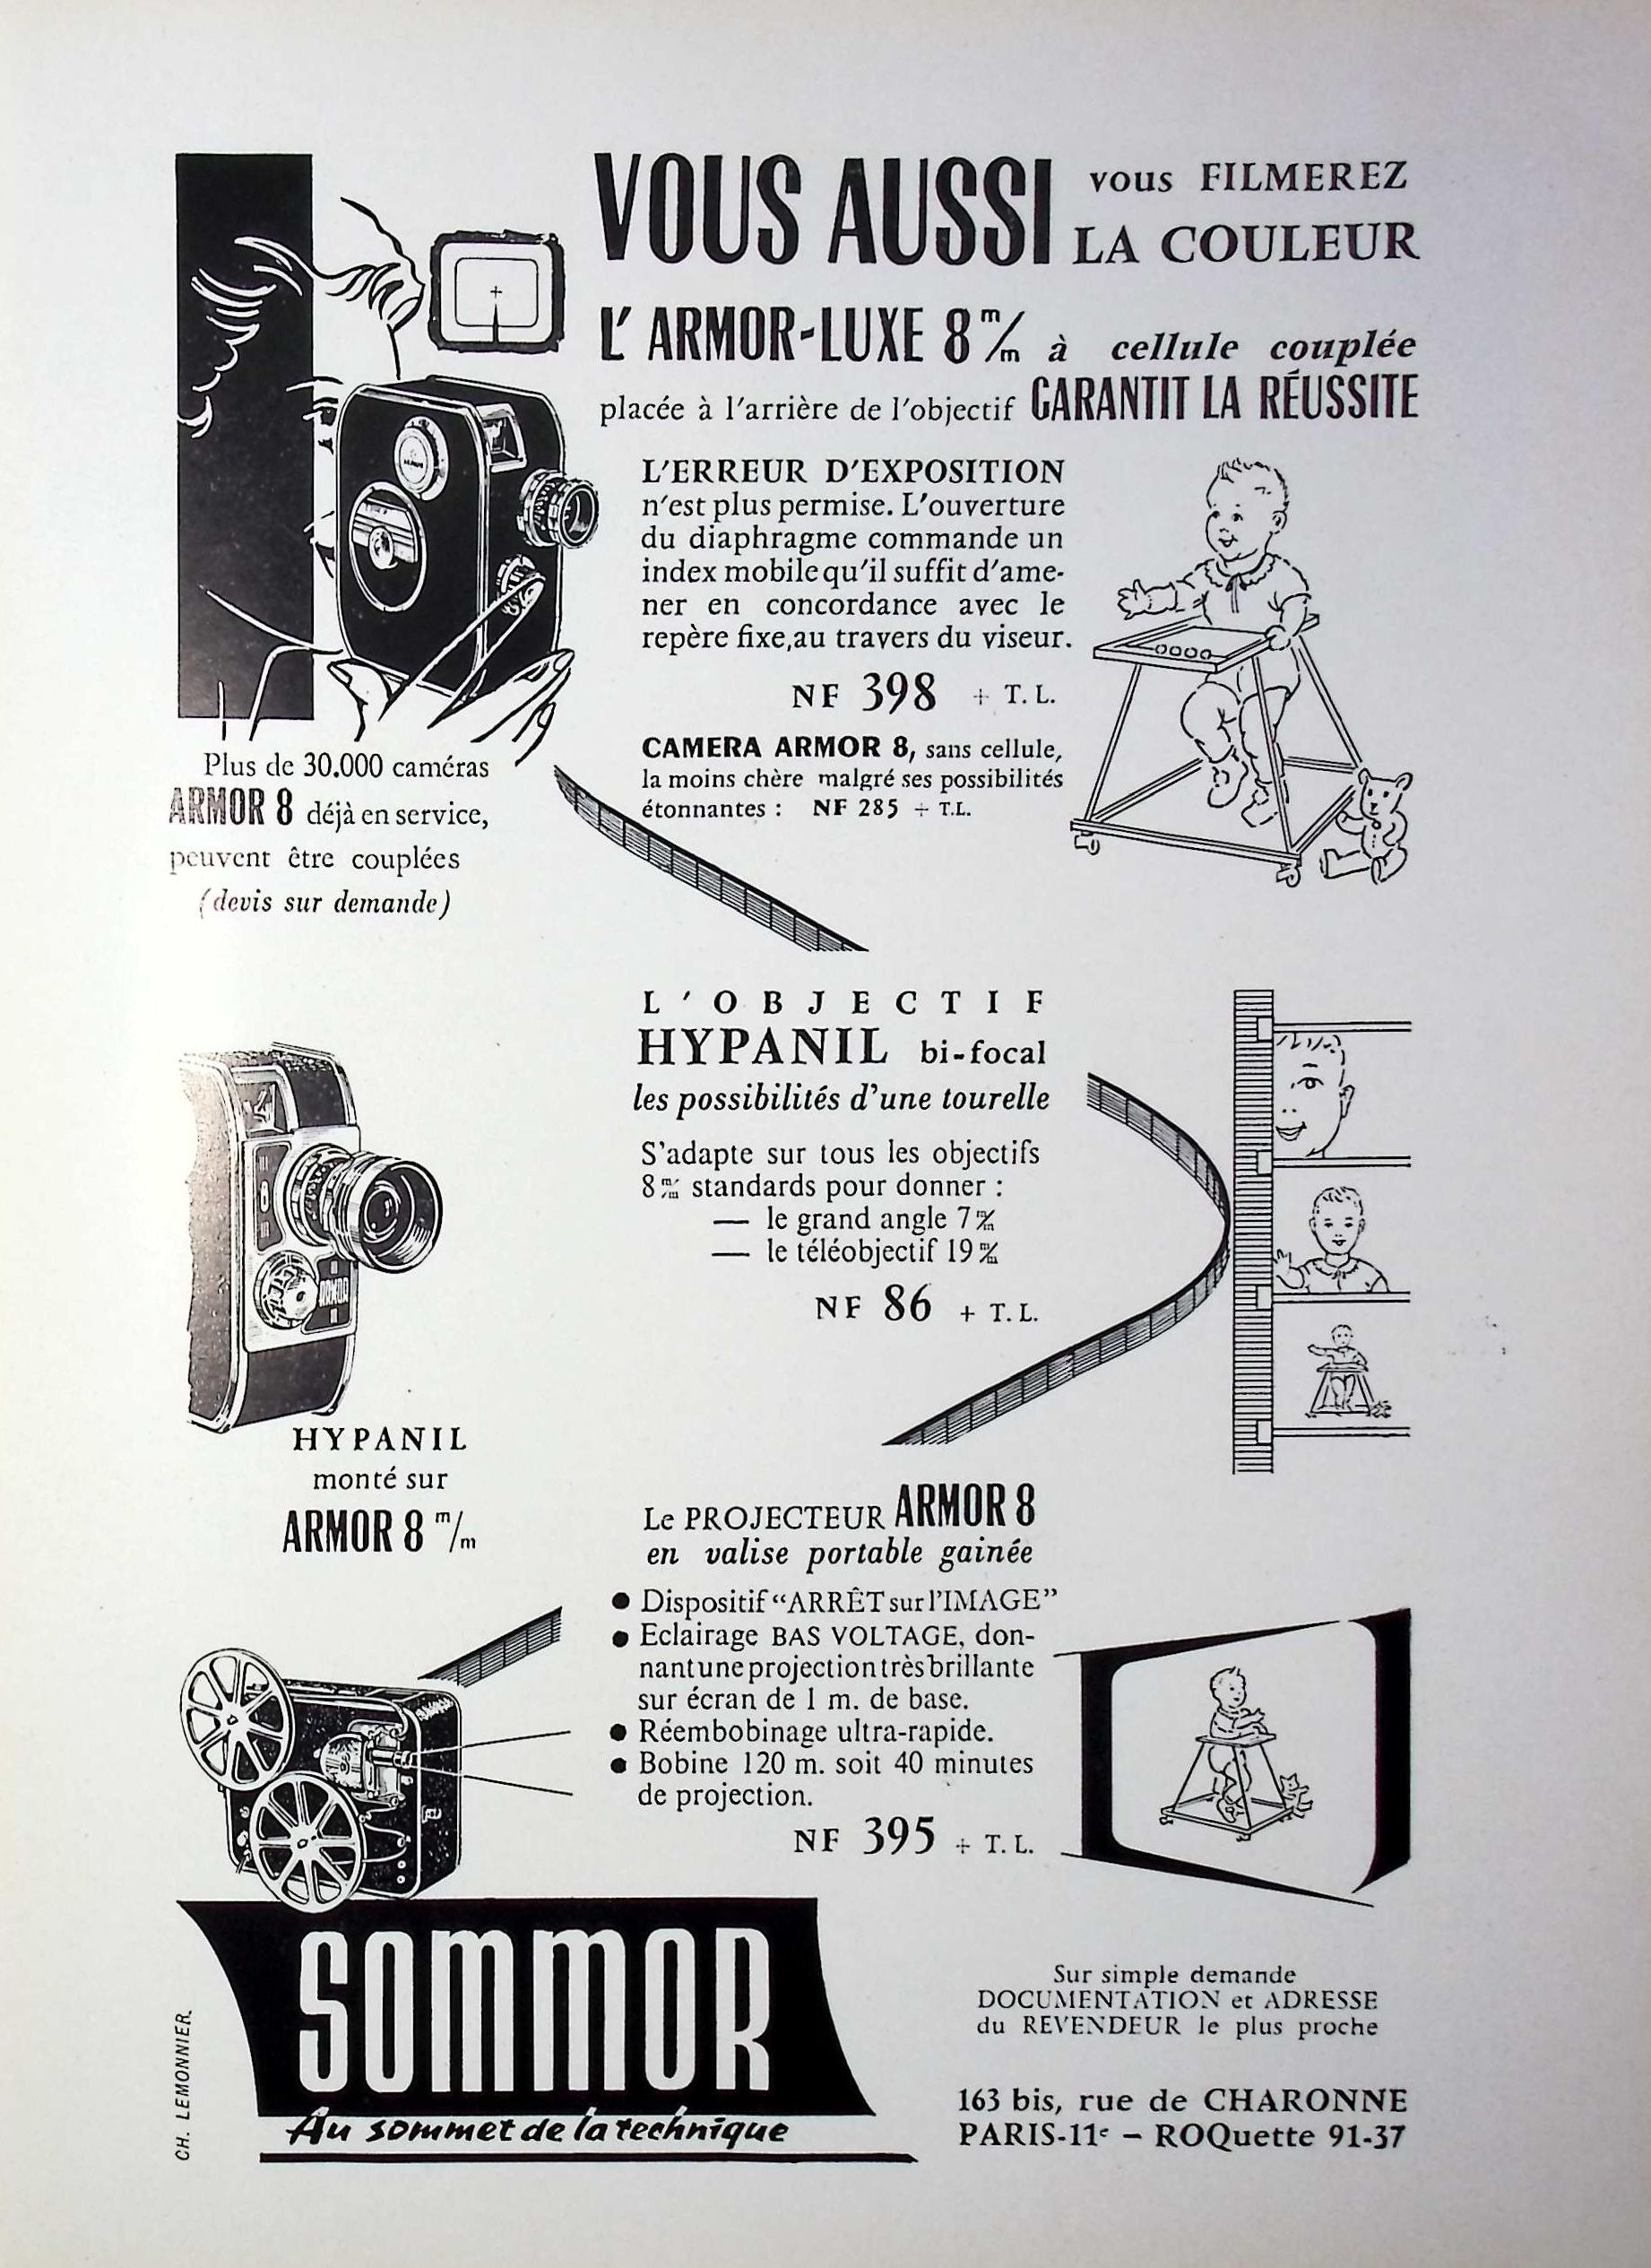 VOUS AUSSI vous FILMEREZ
LA COULEUR
L'ARMOR-LUXE 8 m/m à cellule couplée
placée à l'arrière de l'objectif GARANTIT LA RÉUSSITE
L'ERREUR D'EXPOSITION
n'est plus permise. L'ouverture
du diaphragme commande un
index mobile qu'il suffit d'ame-
ner en concordance avec le
repère fixe, au travers du viseur.
NF 398 + T. L.
CAMERA ARMOR 8, sans cellule,
la moins chère malgré ses possibilités
étonnantes : NF 285 + T.L.
Plus de 30.000 caméras
ARMOR 8 déjà en service,
peuvent être couplées
(devis sur demande)
L'OBJECTIF
HYPANIL bi-focal
les possibilités d'une tourelle
S'adapte sur tous les objectifs
8 m/m standards pour donner :
— le grand angle 7 m/m
— le téléobjectif 19 m/m
NF 86 + T. L.
HYPANIL
monté sur
ARMOR 8 m/m
Le PROJECTEUR ARMOR 8
en valise portable gainée
● Dispositif “ARRÊT sur l'IMAGE”
● Eclairage BAS VOLTAGE, don-
nant une projection très brillante
sur écran de 1 m. de base.
● Réembobinage ultra-rapide.
● Bobine 120 m. soit 40 minutes
de projection.
NF 395 + T. L.
SOMMOR
Au sommet de la technique
CH. LEMONNIER.
Sur simple demande
DOCUMENTATION et ADRESSE
du REVENDEUR le plus proche
163 bis, rue de CHARONNE
PARIS-11e – ROQuette 91-37